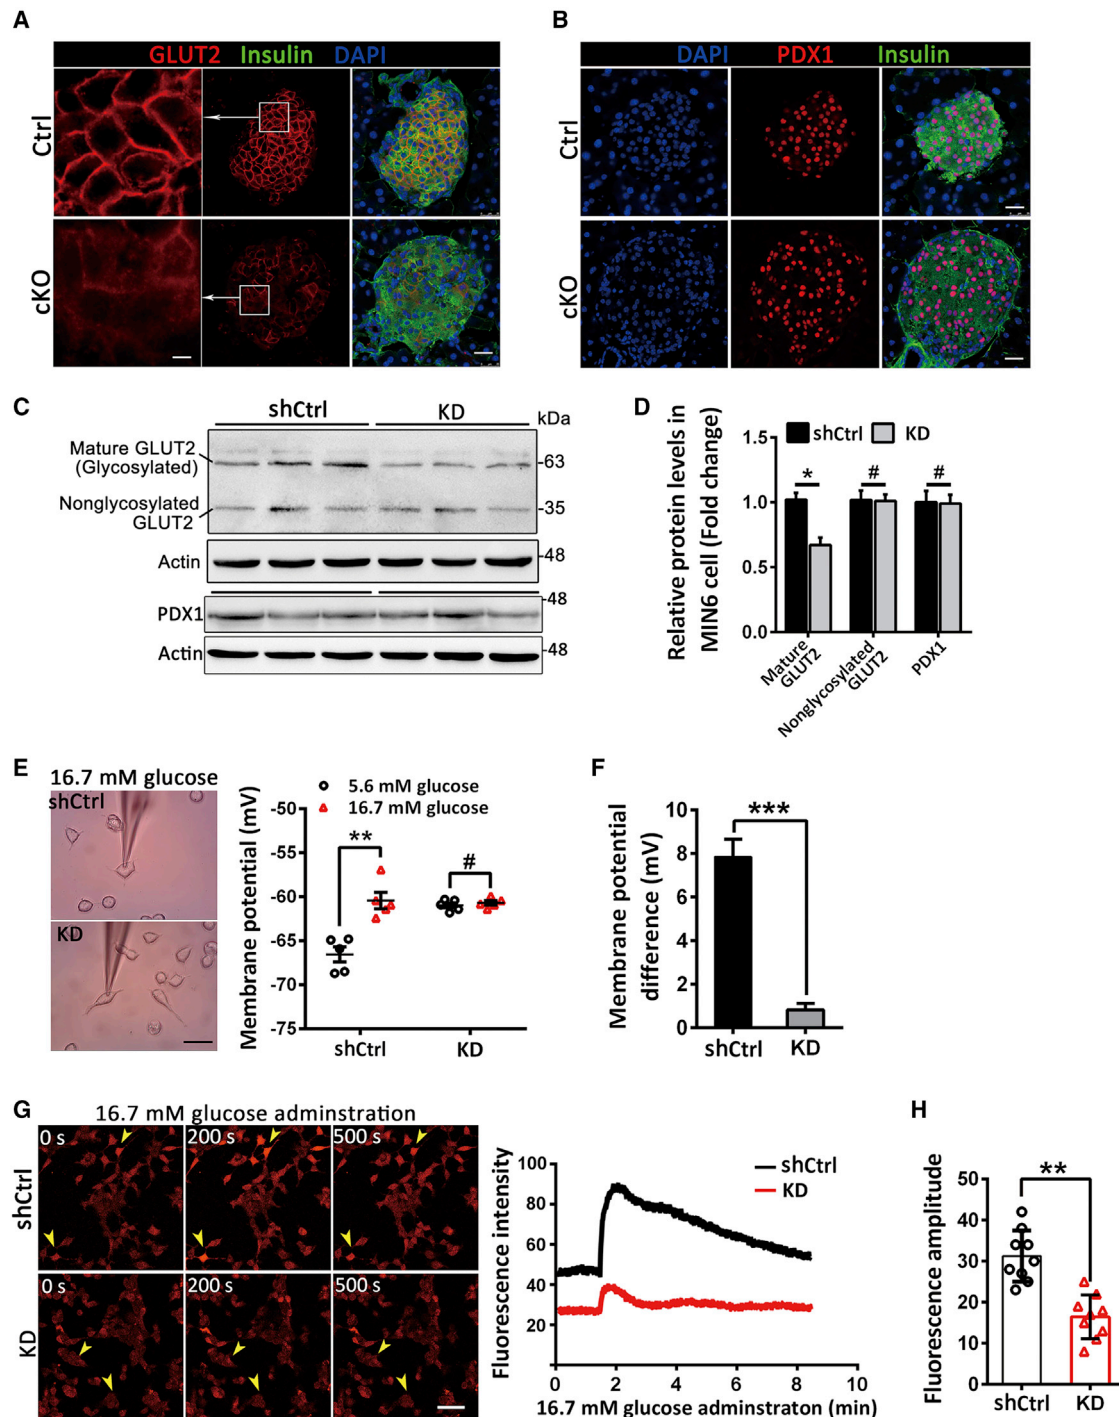 A
GLUT2 Insulin DAPI
Ctrl
cKO
B
DAPI PDX1 Insulin
Ctrl
cKO
C
shCtrl KD kDa
Mature GLUT2
(Glycosylated)
-63
Nonglycosylated
GLUT2
-35
Actin
-48
PDX1
-48
Actin
-48
D
Relative protein levels in
MIN6 cell (Fold change)
shCtrl KD
1.5
1.0
0.5
0.0
* # #
Mature
GLUT2
Nonglycosylated
GLUT2
PDX1
E
16.7 mM glucose
shCtrl
KD
Membrane potential (mV)
5.6 mM glucose
16.7 mM glucose
-50
-55
-60
-65
-70
-75
** #
shCtrl KD
F
Membrane potential
difference (mV)
10
8
6
4
2
0
***
shCtrl KD
G
16.7 mM glucose adminstration
shCtrl
0 s 200 s 500 s
KD
0 s 200 s 500 s
Fluorescence intensity
100
80
60
40
20
shCtrl
KD
0 2 4 6 8 10
16.7 mM glucose adminstraton (min)
H
Fluorescence amplitude
50
40
30
20
10
0
**
shCtrl KD